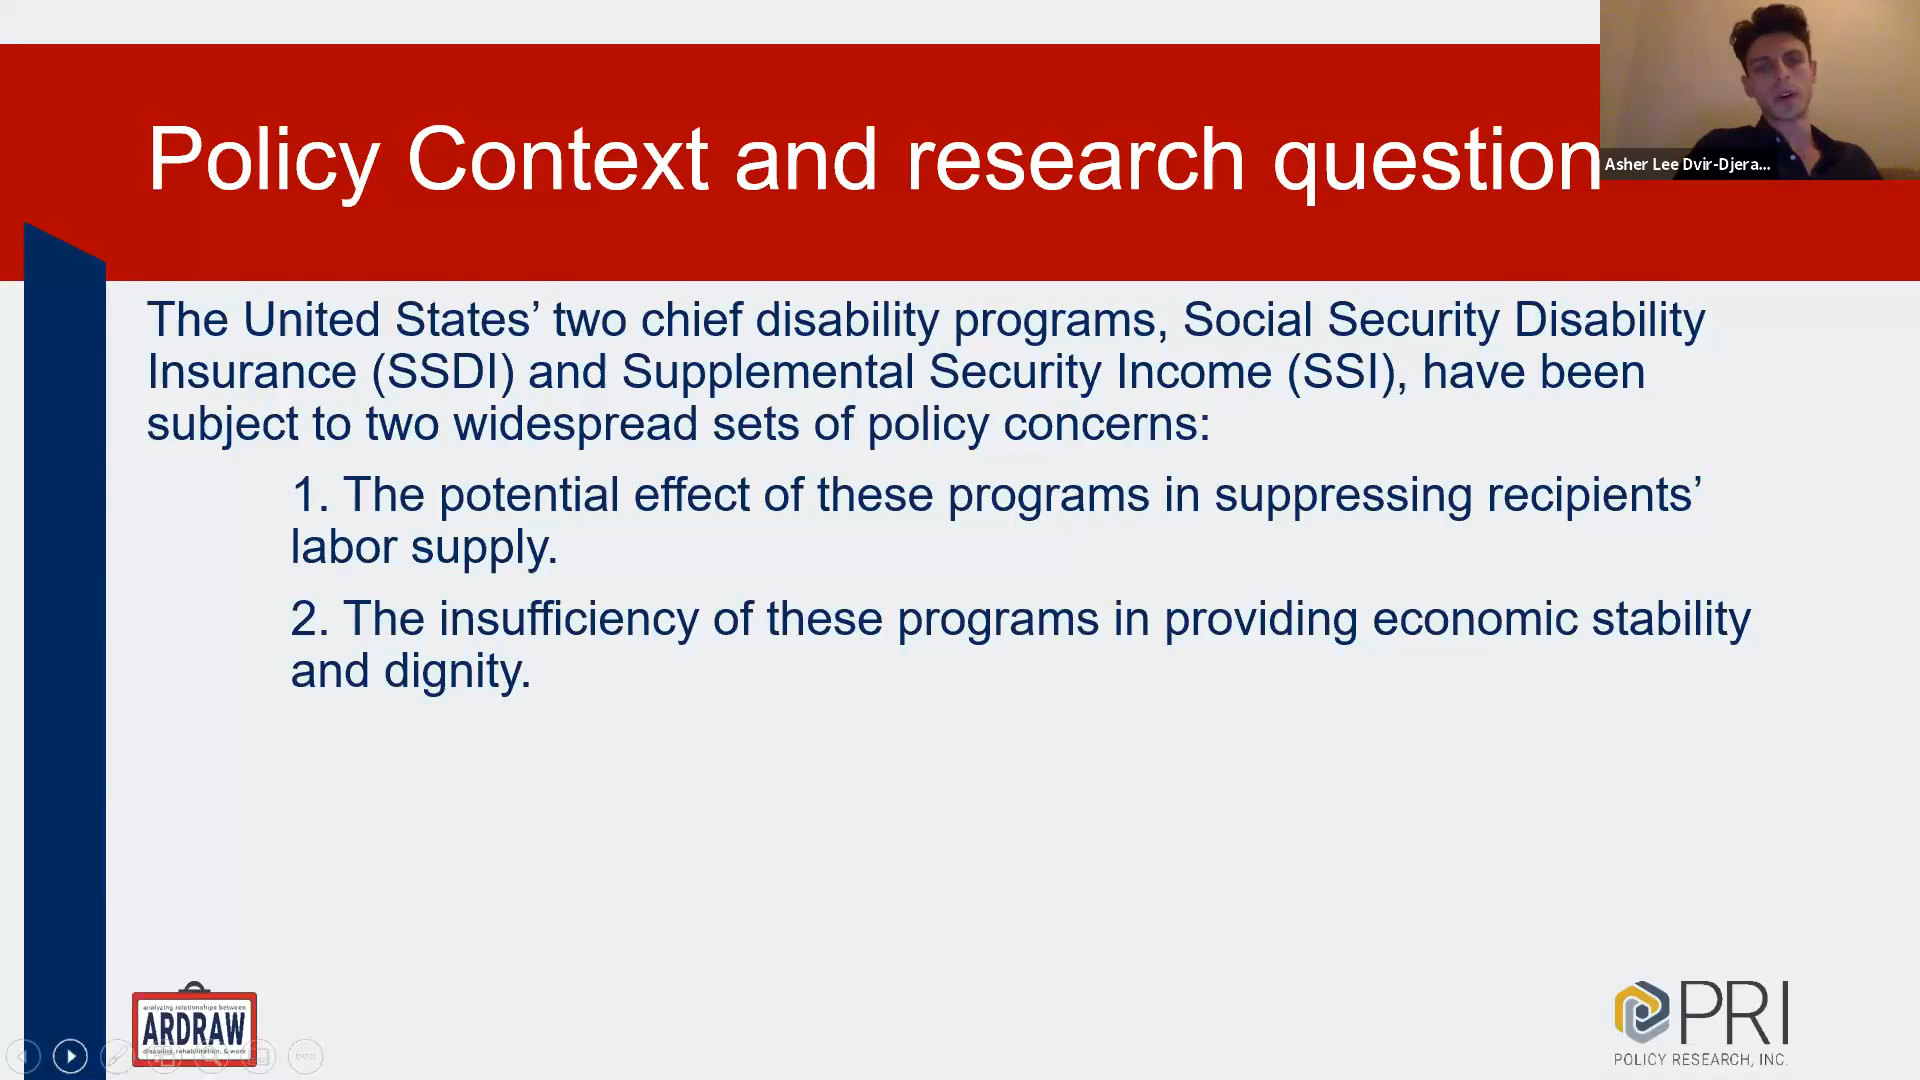 Policy Context and research question
Asher Lee Dvir-Djera...
The United States’ two chief disability programs, Social Security Disability
Insurance (SSDI) and Supplemental Security Income (SSI), have been
subject to two widespread sets of policy concerns:
1. The potential effect of these programs in suppressing recipients’
labor supply.
2. The insufficiency of these programs in providing economic stability
and dignity.
analyzing relationships between
ARDRAW
disability, rehabilitation, & work
PRI
POLICY RESEARCH, INC.